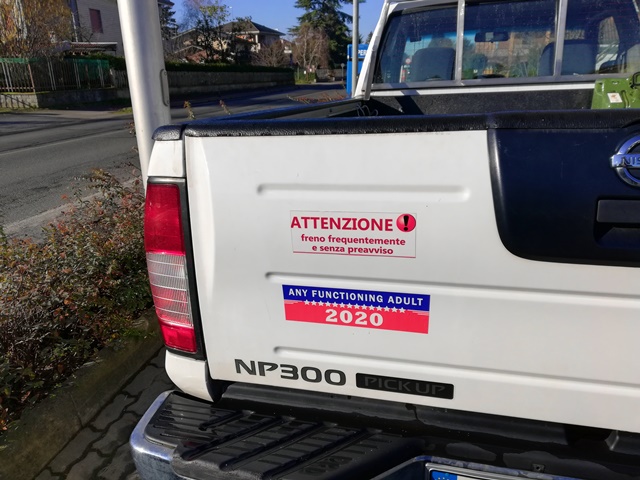 ATTENZIONE !
freno frequentemente
e senza preavviso
ANY FUNCTIONING ADULT
2020
NP300 PICK UP